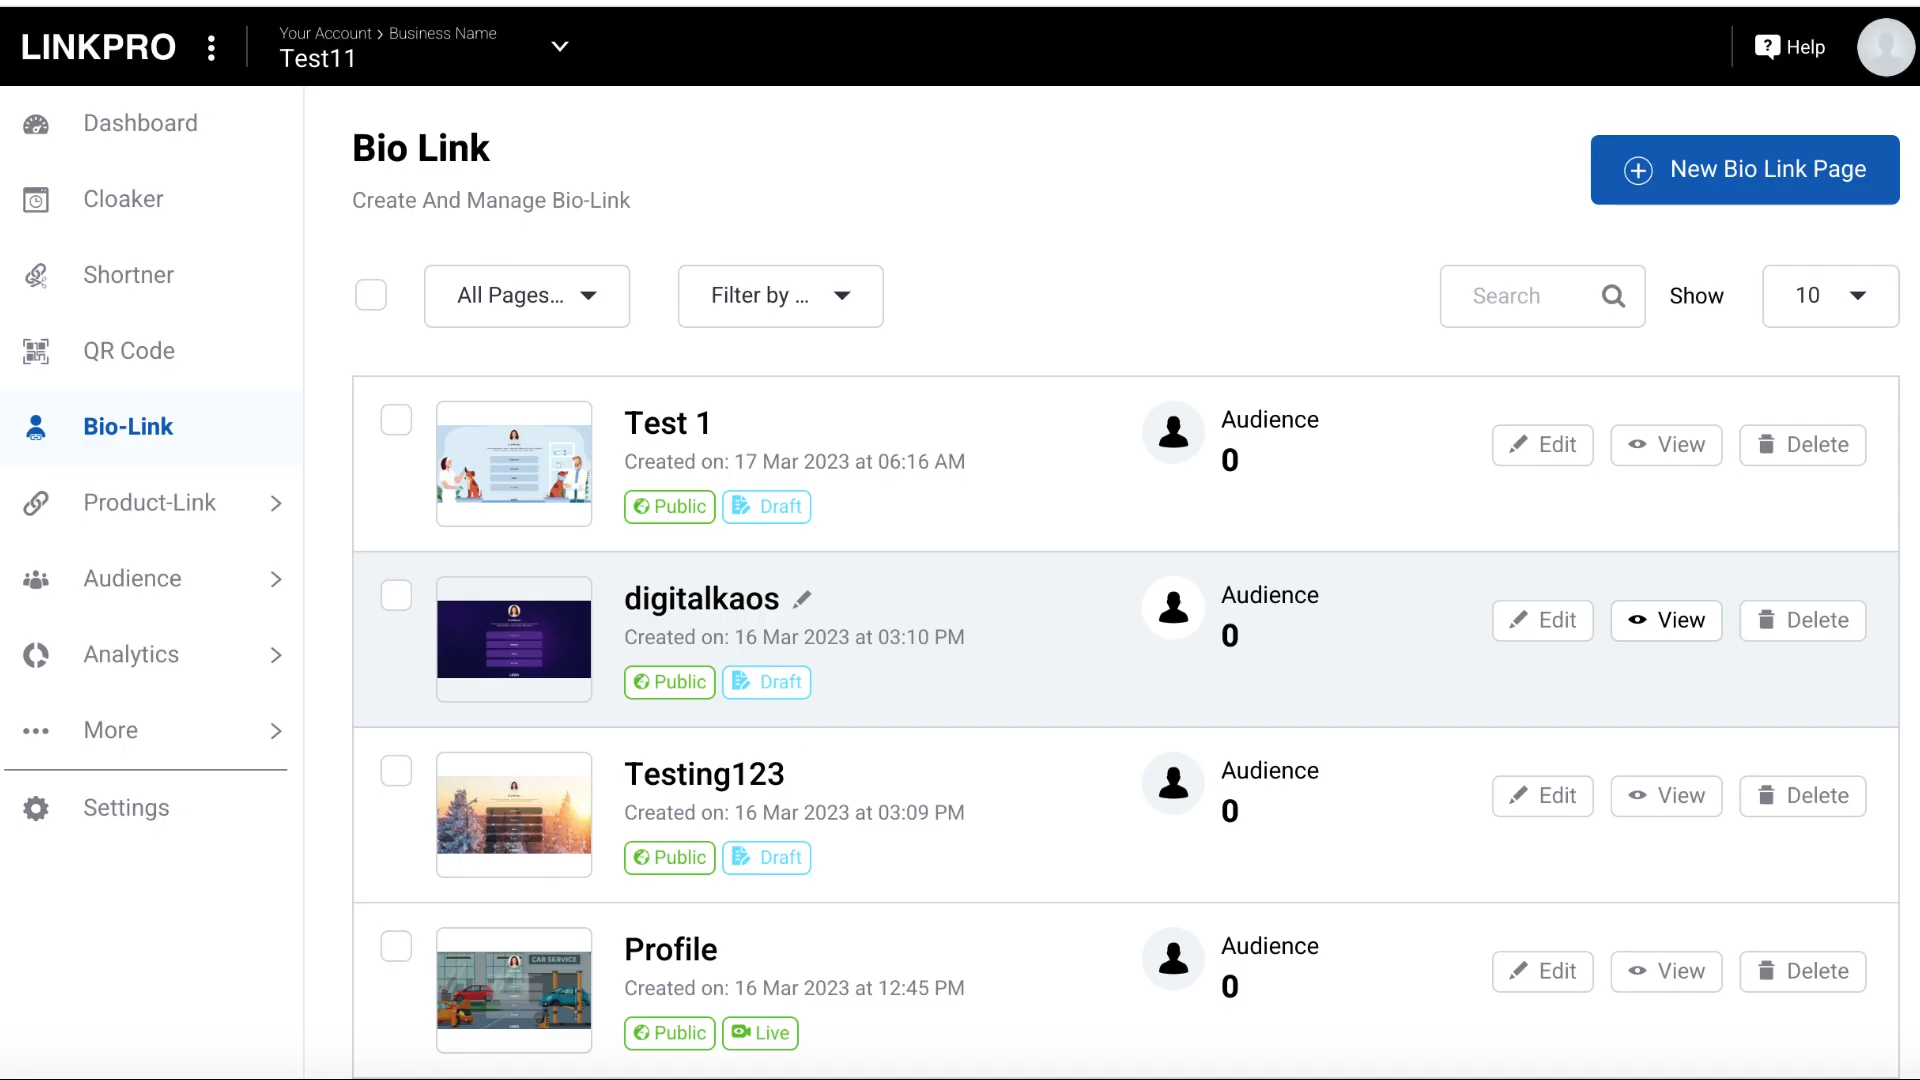 LINKPRO
Your Account > Business Name
Test11
Help
Dashboard
Cloaker
Shortner
QR Code
Bio-Link
Product-Link
Audience
Analytics
More
Settings
Bio Link
Create And Manage Bio-Link
New Bio Link Page
All Pages...
Filter by ...
Search
Show
10
Test 1
Created on: 17 Mar 2023 at 06:16 AM
Public
Draft
Audience
0
Edit
View
Delete
digitalkaos
Created on: 16 Mar 2023 at 03:10 PM
Public
Draft
Audience
0
Edit
View
Delete
Testing123
Created on: 16 Mar 2023 at 03:09 PM
Public
Draft
Audience
0
Edit
View
Delete
CAR SERVICE
Profile
Created on: 16 Mar 2023 at 12:45 PM
Public
Live
Audience
0
Edit
View
Delete